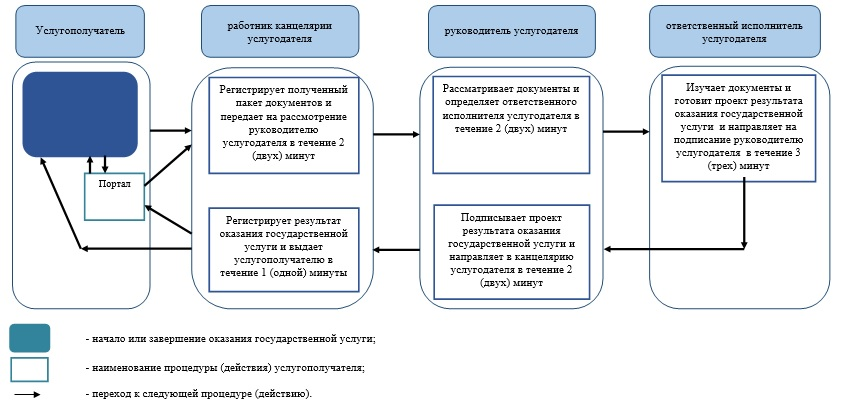 Услугополучатель
работник канцелярии
услугодателя
руководитель услугодателя
ответственный исполнитель
услугодателя
Портал
Регистрирует полученный
пакет документов и
передает на рассмотрение
руководителю
услугодателя в течение 2
(двух) минут
Рассматривает документы и
определяет ответственного
исполнителя услугодателя в
течение 2 (двух) минут
Изучает документы и
готовит проект результата
оказания государственной
услуги и направляет на
подписание руководителю
услугодателя в течение 3
(трех) минут
Регистрирует результат
оказания государственной
услуги и выдает
услугополучателю в
течение 1 (одной) минуты
Подписывает проект
результата оказания
государственной услуги и
направляет в канцелярию
услугодателя в течение 2
(двух) минут
- начало или завершение оказания государственной услуги;
- наименование процедуры (действия) услугополучателя;
- переход к следующей процедуре (действию).